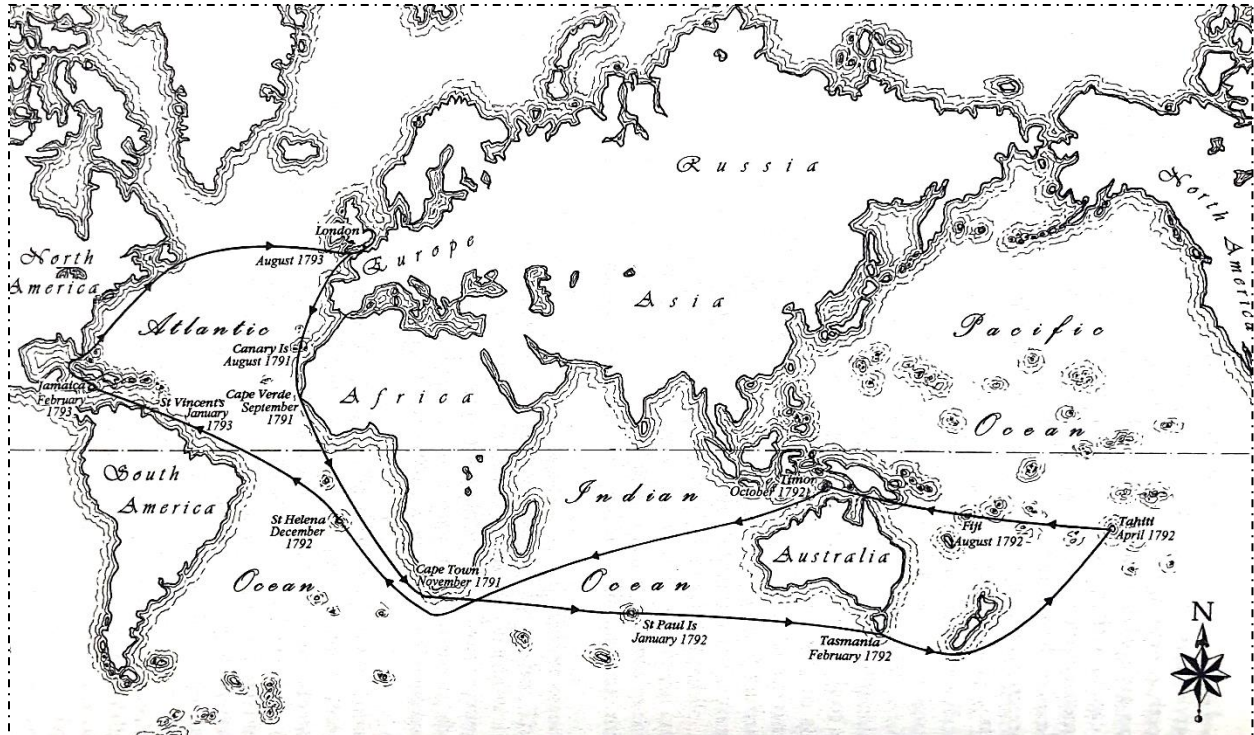 Russia
North
America
London
August 1793
Europe
North
America
Asia
Atlantic
Pacific
Canary Is
August 1791
Jamaica
February
1793
St Vincent's
January
1793
Cape Verde
September
1791
Africa
Ocean
South
America
Indian
Timor
October 1792
St Helena
December
1792
Fiji
August 1792
Tahiti
April 1792
Cape Town
November 1791
Ocean
Ocean
Australia
St Paul Is
January 1792
Tasmania
February 1792
N